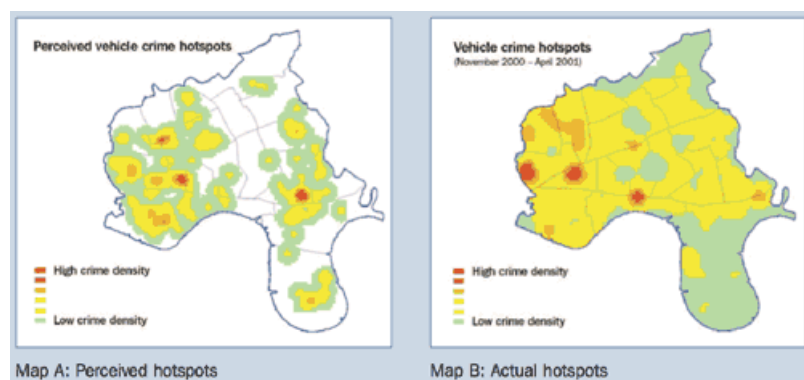 Perceived vehicle crime hotspots
High crime density
Low crime density
Map A: Perceived hotspots
Vehicle crime hotspots
(November 2000 – April 2001)
High crime density
Low crime density
Map B: Actual hotspots